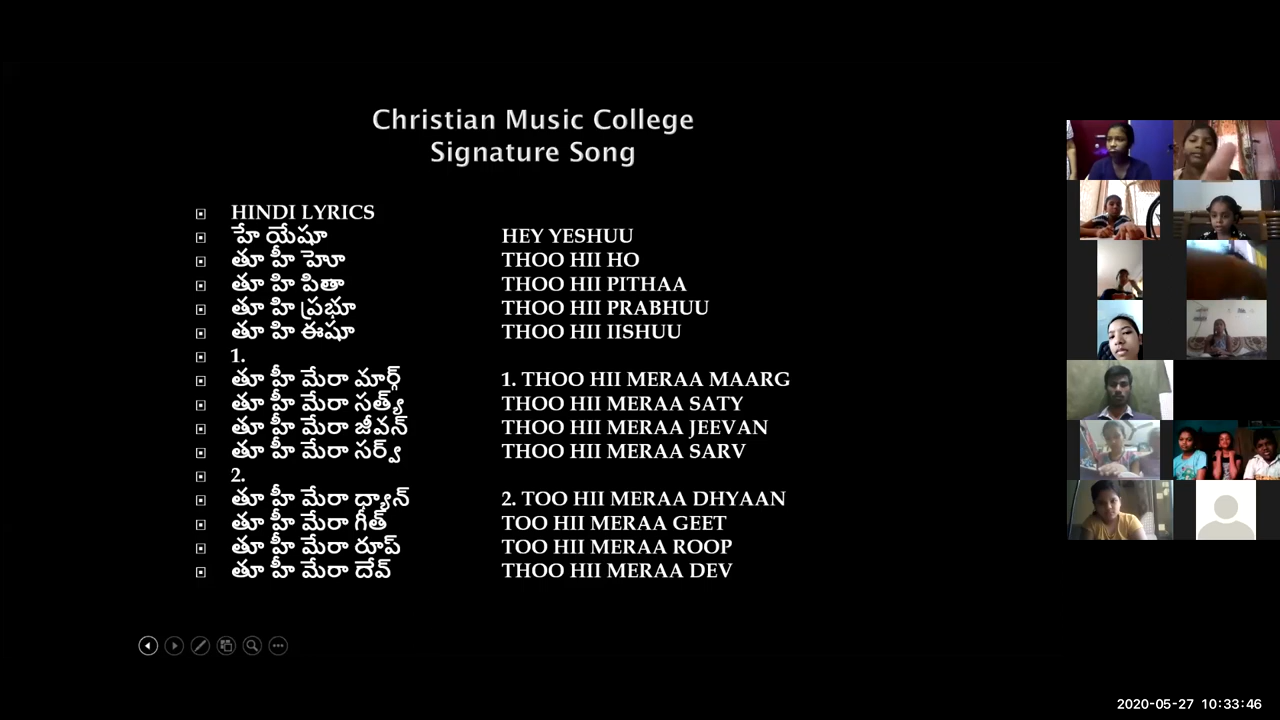 Christian Music College
Signature Song
HINDI LYRICS
హే యేషూ HEY YESHUU
తూ హీ హెూ THOO HII HO
తూ హి పితా THOO HII PITHAA
తూ హి ప్రభూ THOO HII PRABHUU
తూ హి ఈషూ THOO HII IISHUU
1.
తూ హీ మేరా మార్గ్ 1. THOO HII MERAA MAARG
తూ హీ మేరా సత్య్ THOO HII MERAA SATY
తూ హీ మేరా జీవన్ THOO HII MERAA JEEVAN
తూ హీ మేరా సర్వ్ THOO HII MERAA SARV
2.
తూ హీ మేరా ధ్యాన్ 2. TOO HII MERAA DHYAAN
తూ హీ మేరా గీత్ TOO HII MERAA GEET
తూ హీ మేరా రూప్ TOO HII MERAA ROOP
తూ హీ మేరా దేవ్ THOO HII MERAA DEV
2020-05-27 10:33:46